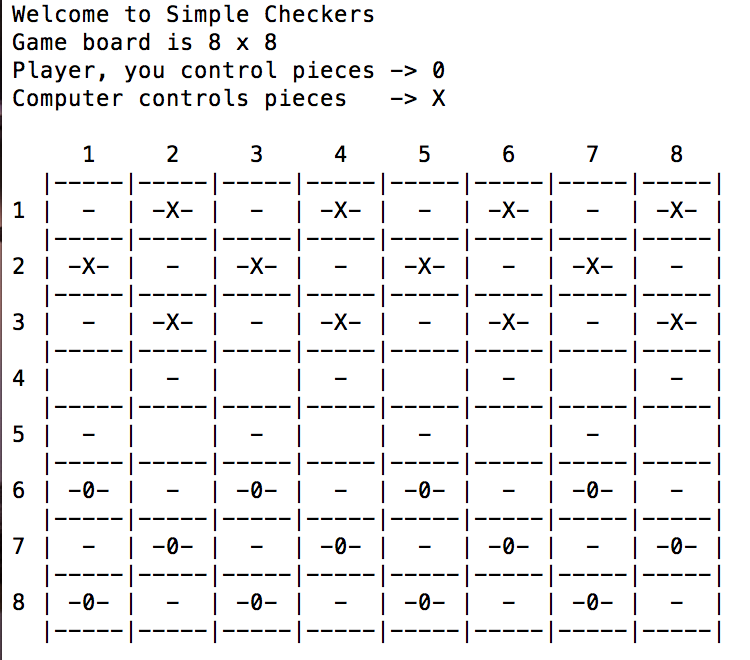 Welcome to Simple Checkers
Game board is 8 x 8
Player, you control pieces -> 0
Computer controls pieces   -> X
      1     2     3     4     5     6     7     8
   |-----|-----|-----|-----|-----|-----|-----|-----|
1  |  -  | -X- |  -  | -X- |  -  | -X- |  -  | -X- |
   |-----|-----|-----|-----|-----|-----|-----|-----|
2  | -X- |  -  | -X- |  -  | -X- |  -  | -X- |  -  |
   |-----|-----|-----|-----|-----|-----|-----|-----|
3  |  -  | -X- |  -  | -X- |  -  | -X- |  -  | -X- |
   |-----|-----|-----|-----|-----|-----|-----|-----|
4  |     |  -  |     |  -  |     |  -  |     |  -  |
   |-----|-----|-----|-----|-----|-----|-----|-----|
5  |  -  |     |  -  |     |  -  |     |  -  |     |
   |-----|-----|-----|-----|-----|-----|-----|-----|
6  | -0- |  -  | -0- |  -  | -0- |  -  | -0- |  -  |
   |-----|-----|-----|-----|-----|-----|-----|-----|
7  |  -  | -0- |  -  | -0- |  -  | -0- |  -  | -0- |
   |-----|-----|-----|-----|-----|-----|-----|-----|
8  | -0- |  -  | -0- |  -  | -0- |  -  | -0- |  -  |
   |-----|-----|-----|-----|-----|-----|-----|-----|